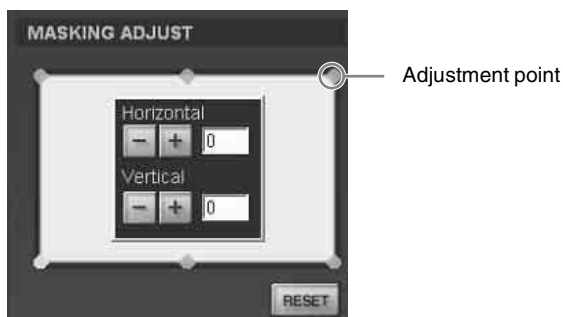 MASKING ADJUST
Adjustment point
Horizontal
− + 0
Vertical
− + 0
RESET